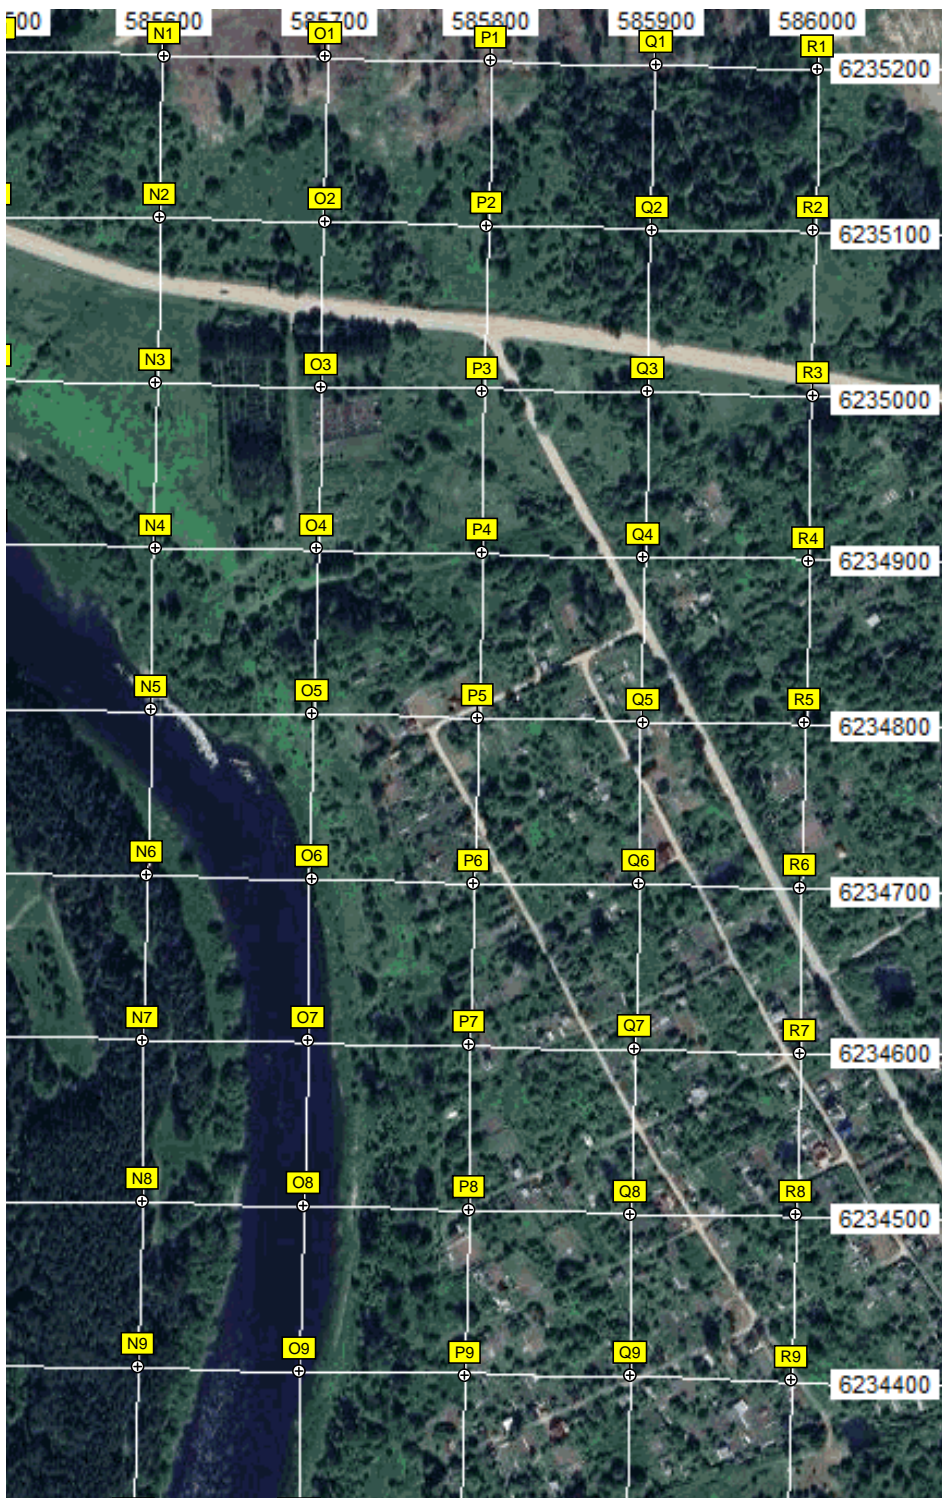 00 585600 585700 585800 585900 586000
N1 O1 P1 Q1 R1
6235200
N2 O2 P2 Q2 R2
6235100
N3 O3 P3 Q3 R3
6235000
N4 O4 P4 Q4 R4
6234900
N5 O5 P5 Q5 R5
6234800
N6 O6 P6 Q6 R6
6234700
N7 O7 P7 Q7 R7
6234600
N8 O8 P8 Q8 R8
6234500
N9 O9 P9 Q9 R9
6234400